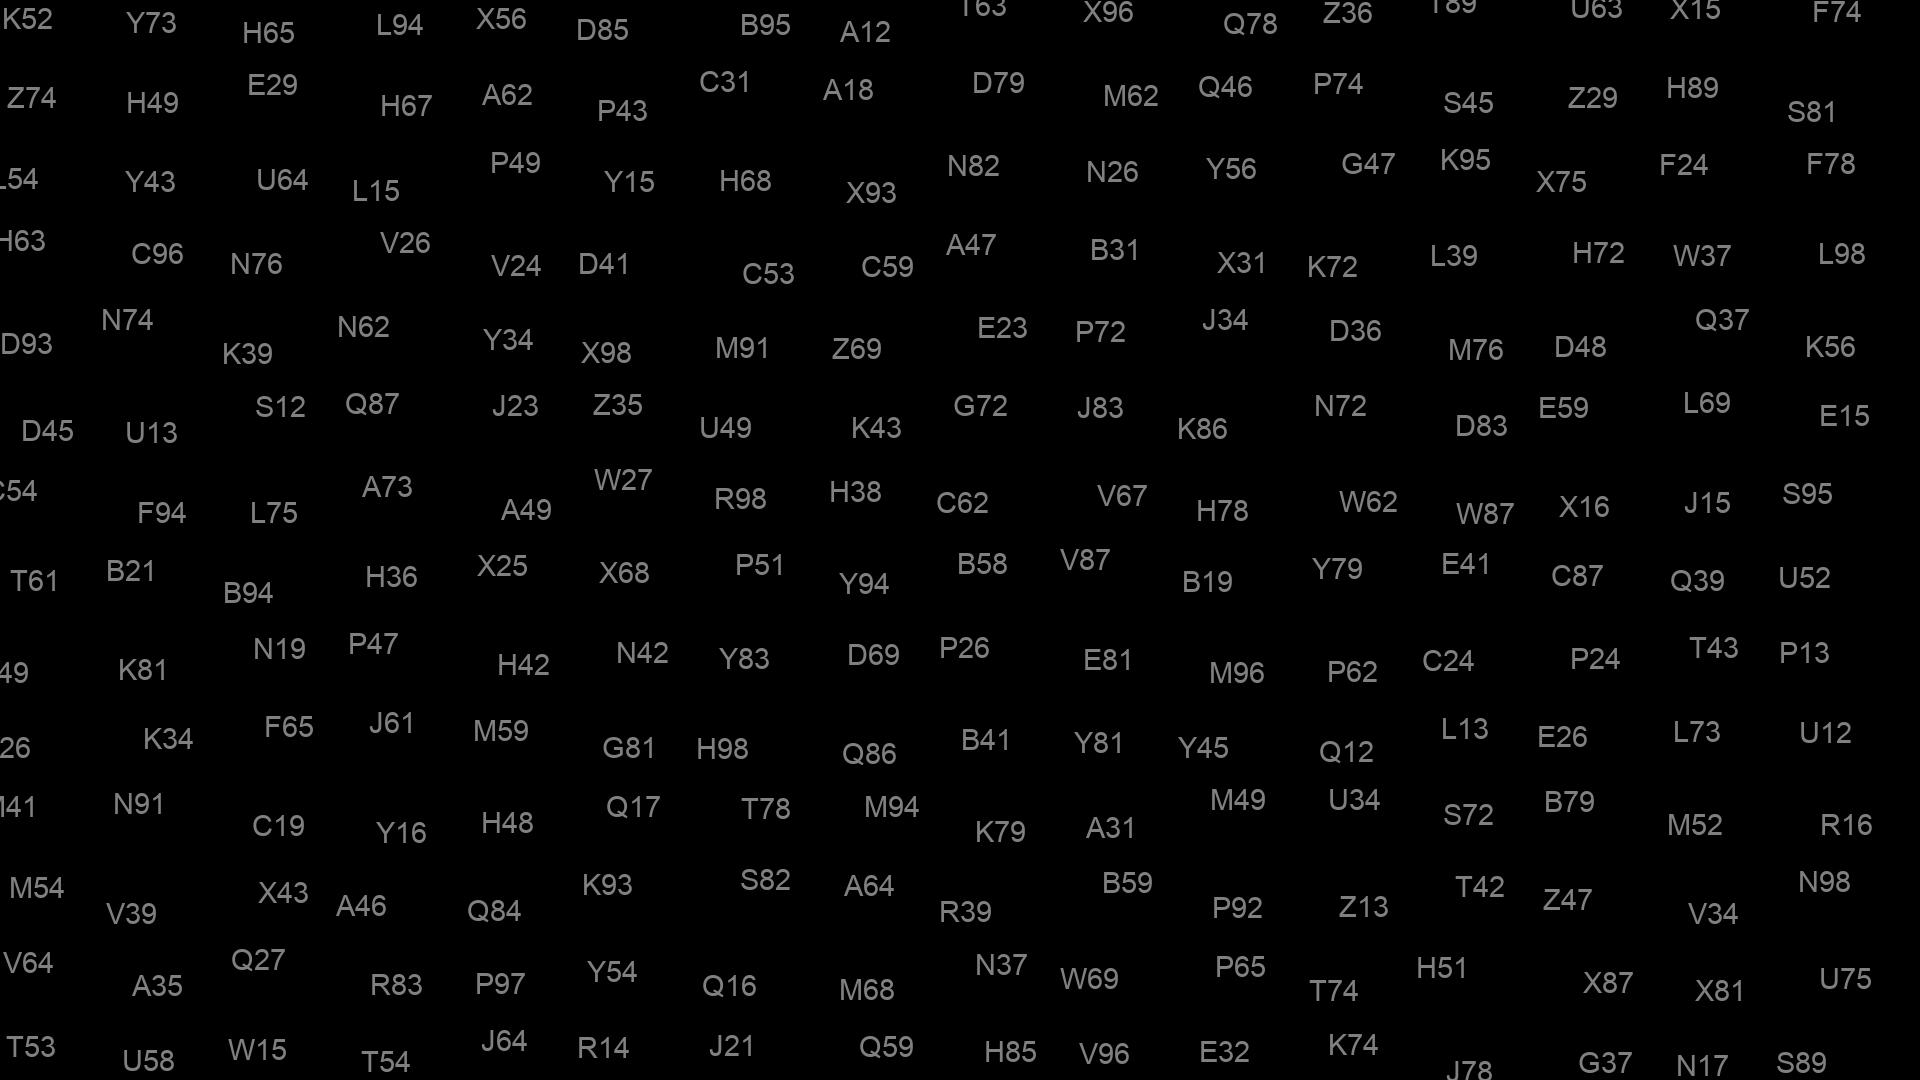 K52 Y73 H65 L94 X56 D85 B95 A12 T63 X96 Q78 Z36 T89 U63 X15 F74
Z74 H49 E29 H67 A62 P43 C31 A18 D79 M62 Q46 P74 S45 Z29 H89 S81
L54 Y43 U64 L15 P49 Y15 H68 X93 N82 N26 Y56 G47 K95 X75 F24 F78
H63 C96 N76 V26 V24 D41 C53 C59 A47 B31 X31 K72 L39 H72 W37 L98
D93 N74 K39 N62 Y34 X98 M91 Z69 E23 P72 J34 D36 M76 D48 Q37 K56
D45 U13 S12 Q87 J23 Z35 U49 K43 G72 J83 K86 N72 D83 E59 L69 E15
C54 F94 L75 A73 A49 W27 R98 H38 C62 V67 H78 W62 W87 X16 J15 S95
T61 B21 B94 H36 X25 X68 P51 Y94 B58 V87 B19 Y79 E41 C87 Q39 U52
49 K81 N19 P47 H42 N42 Y83 D69 P26 E81 M96 P62 C24 P24 T43 P13
26 K34 F65 J61 M59 G81 H98 Q86 B41 Y81 Y45 Q12 L13 E26 L73 U12
M41 N91 C19 Y16 H48 Q17 T78 M94 K79 A31 M49 U34 S72 B79 M52 R16
M54 V39 X43 A46 Q84 K93 S82 A64 R39 B59 P92 Z13 T42 Z47 V34 N98
V64 A35 Q27 R83 P97 Y54 Q16 M68 N37 W69 P65 T74 H51 X87 X81 U75
T53 U58 W15 T54 J64 R14 J21 Q59 H85 V96 E32 K74 J78 G37 N17 S89